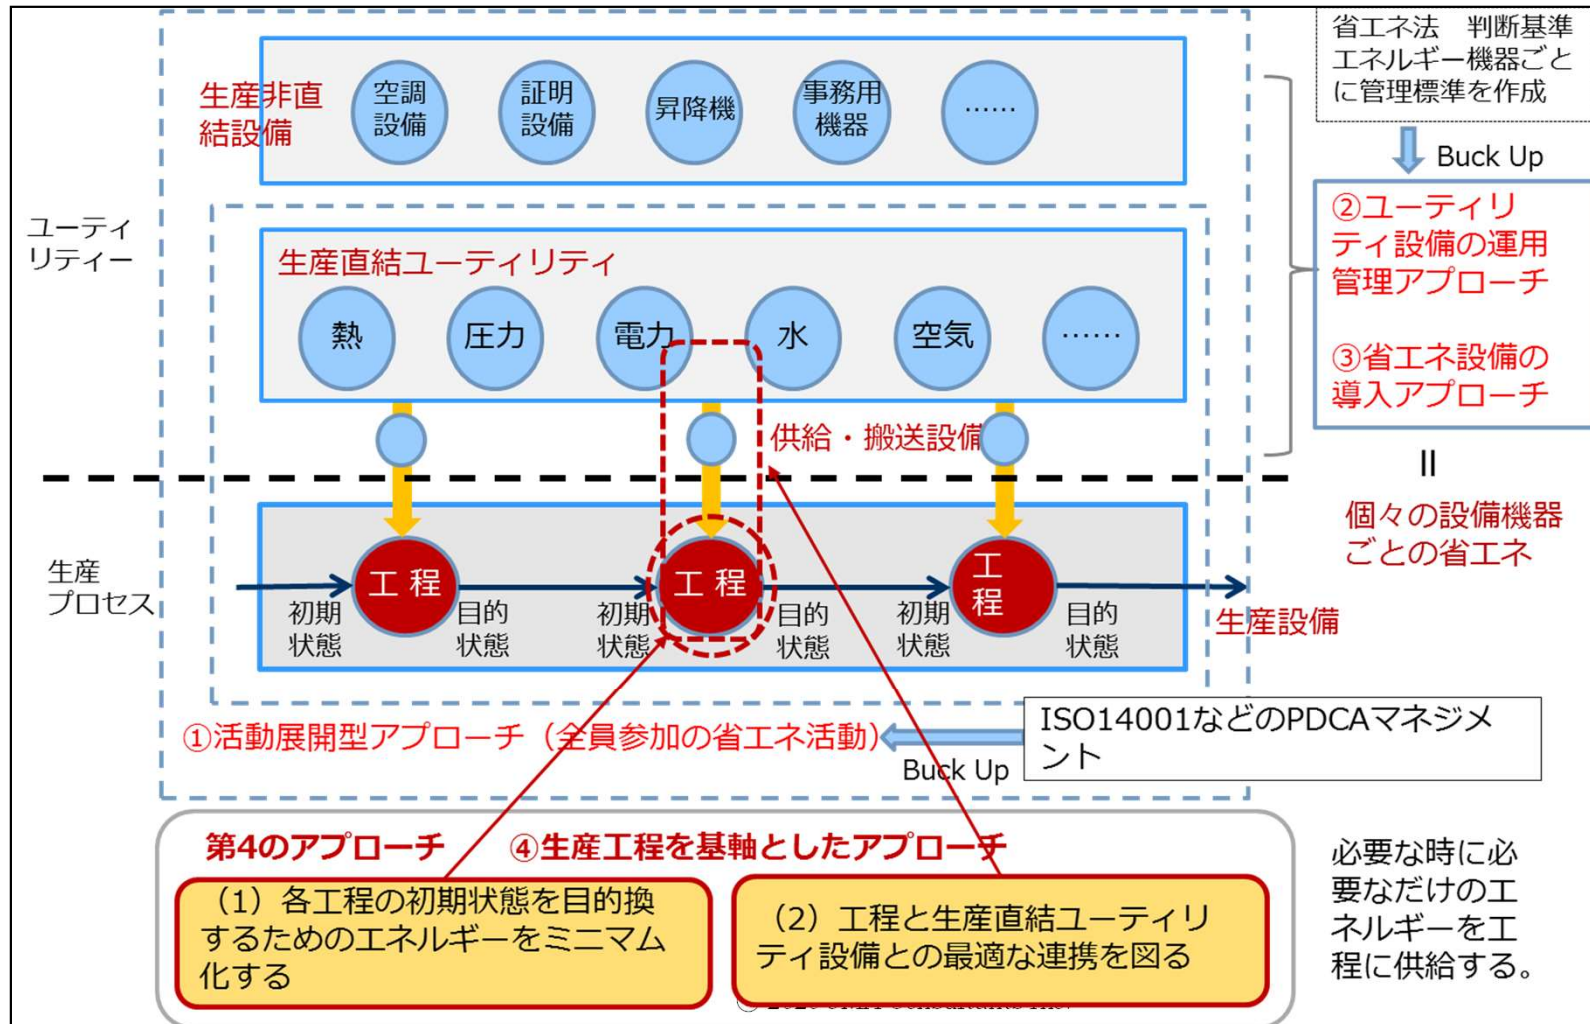 省エネ法　判断基準
エネルギー機器ごと
に管理標準を作成
Buck Up
②ユーティリ
ティ設備の運用
管理アプローチ
③省エネ設備の
導入アプローチ
=
個々の設備機器
ごとの省エネ
生産非直
結設備
空調
設備
証明
設備
昇降機
事務用
機器
……
ユーティ
リティー
生産直結ユーティリティ
熱
圧力
電力
水
空気
……
供給・搬送設備
生産
プロセス
工 程
工 程
工
程
初期
状態
目的
状態
初期
状態
目的
状態
初期
状態
目的
状態
生産設備
①活動展開型アプローチ（全員参加の省エネ活動）
Buck Up
ISO14001などのPDCAマネジメ
ント
第4のアプローチ　④生産工程を基軸としたアプローチ
（1）各工程の初期状態を目的換
するためのエネルギーをミニマム
化する
（2）工程と生産直結ユーティリ
ティ設備との最適な連携を図る
必要な時に必
要なだけのエ
ネルギーを工
程に供給する。